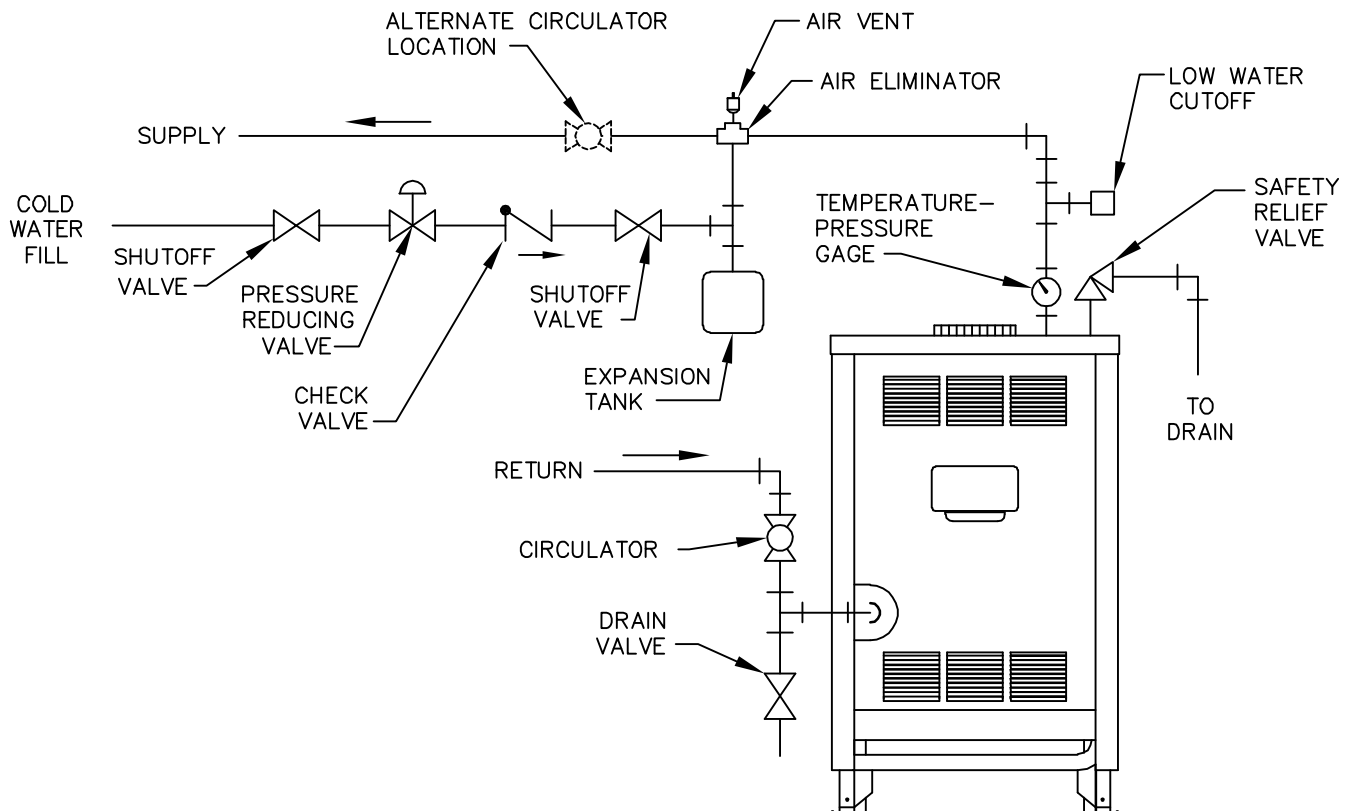 ALTERNATE CIRCULATOR
LOCATION
AIR VENT
AIR ELIMINATOR
LOW WATER
CUTOFF
SUPPLY
COLD
WATER
FILL
SHUTOFF
VALVE
PRESSURE
REDUCING
VALVE
CHECK
VALVE
SHUTOFF
VALVE
EXPANSION
TANK
TEMPERATURE–
PRESSURE
GAGE
SAFETY
RELIEF
VALVE
TO
DRAIN
RETURN
CIRCULATOR
DRAIN
VALVE